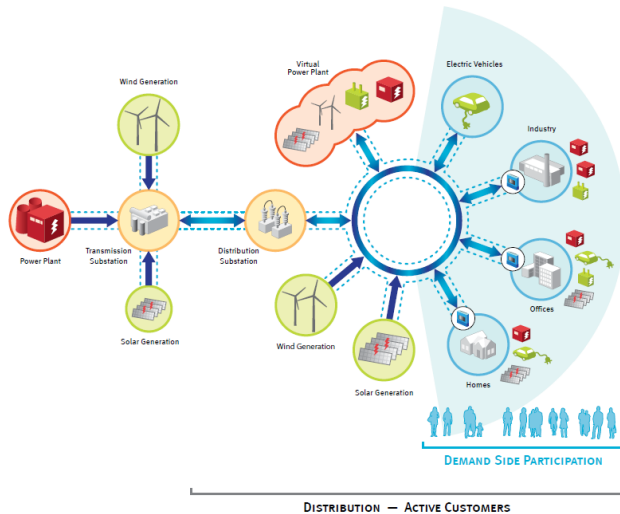 Wind Generation
Virtual
Power Plant
Electric Vehicles
Industry
Power Plant
Transmission
Substation
Distribution
Substation
Offices
Solar Generation
Wind Generation
Solar Generation
Homes
DEMAND SIDE PARTICIPATION
DISTRIBUTION — ACTIVE CUSTOMERS